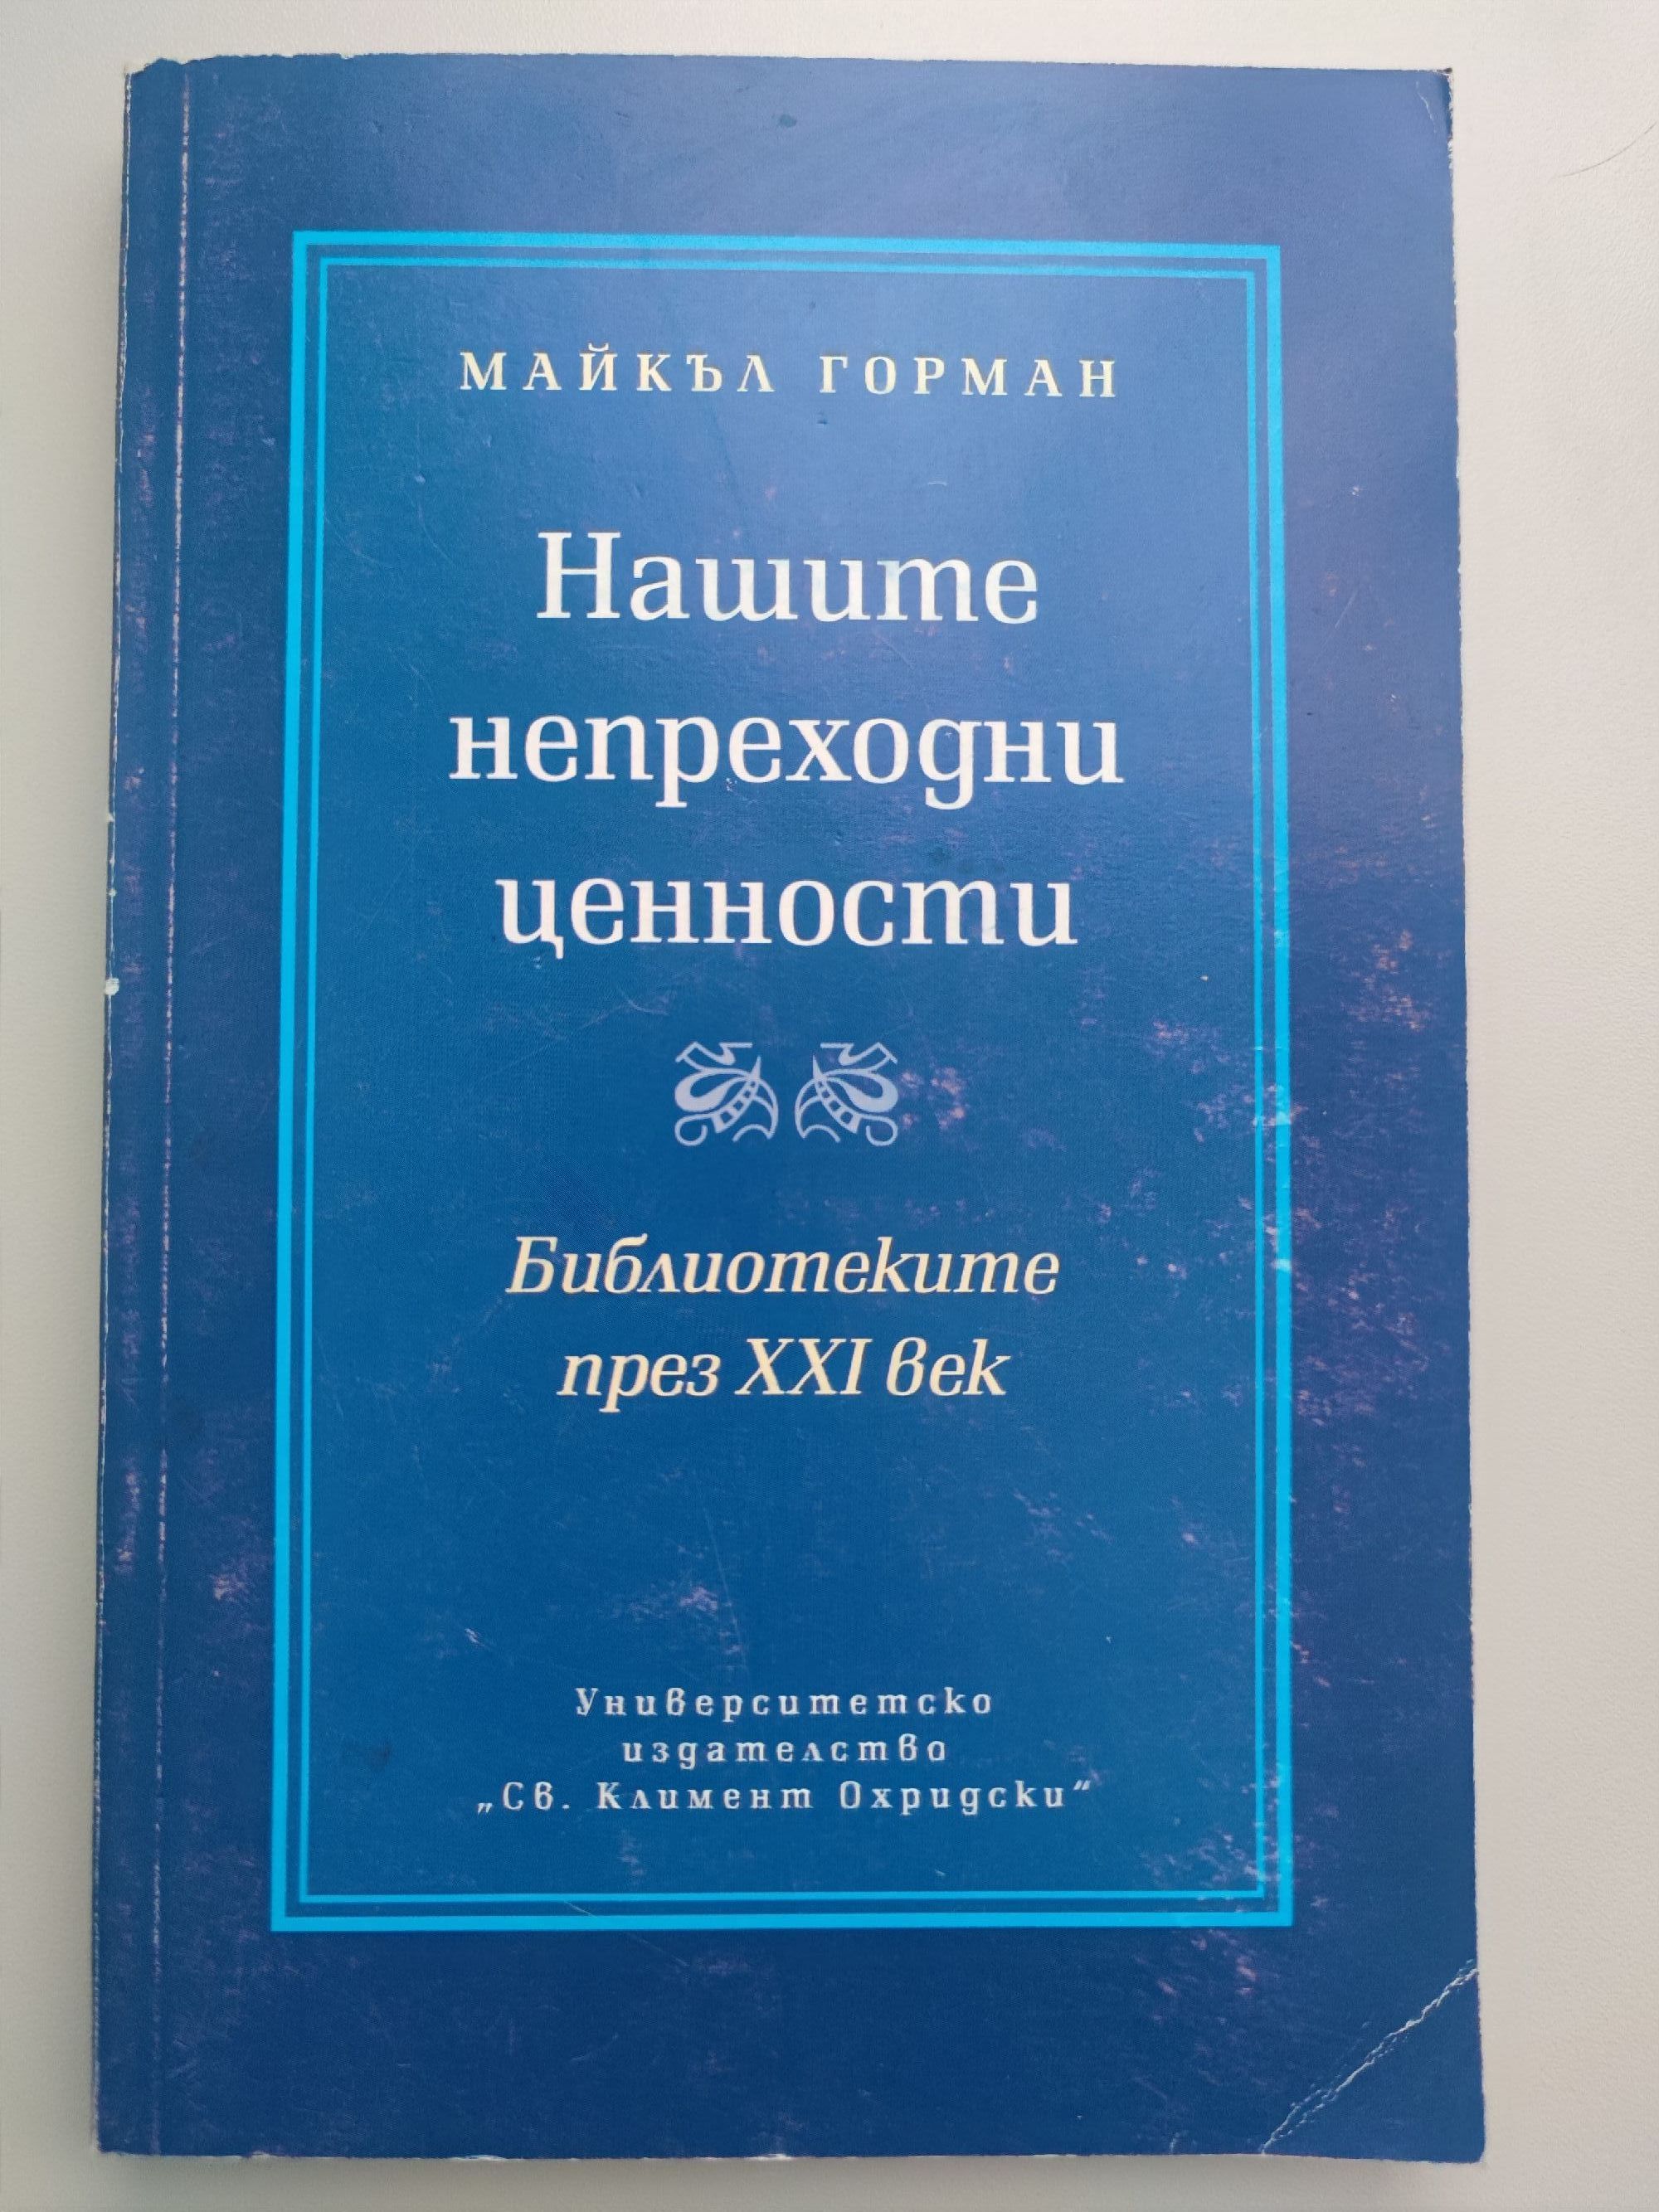 МАЙКЪЛ ГОРМАН
Нашите
непреходни
ценности
Библиотеките
през XXI век
Университетско
издателство
„Св. Климент Охридски“